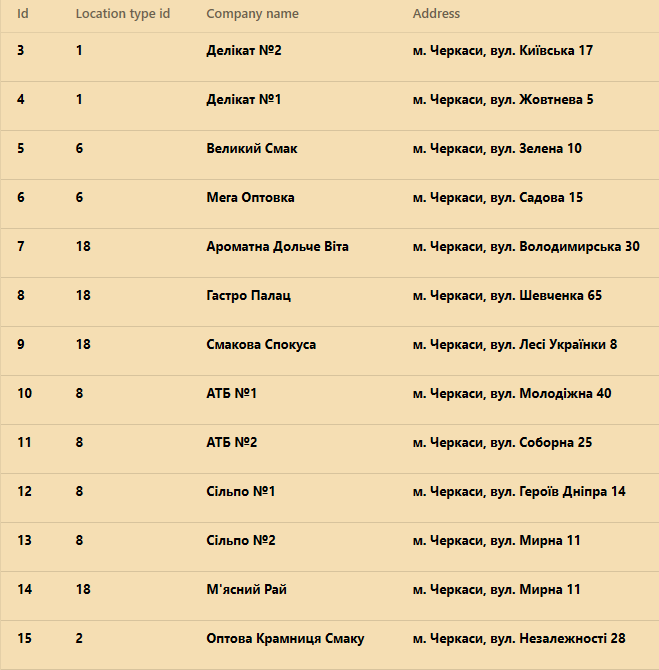 Id Location type id Company name Address
3 1 Делікат №2 м. Черкаси, вул. Київська 17
4 1 Делікат №1 м. Черкаси, вул. Жовтнева 5
5 6 Великий Смак м. Черкаси, вул. Зелена 10
6 6 Мега Оптовка м. Черкаси, вул. Садова 15
7 18 Ароматна Дольче Віта м. Черкаси, вул. Володимирська 30
8 18 Гастро Палац м. Черкаси, вул. Шевченка 65
9 18 Смакова Спокуса м. Черкаси, вул. Лесі Українки 8
10 8 АТБ №1 м. Черкаси, вул. Молодіжна 40
11 8 АТБ №2 м. Черкаси, вул. Соборна 25
12 8 Сільпо №1 м. Черкаси, вул. Героїв Дніпра 14
13 8 Сільпо №2 м. Черкаси, вул. Мирна 11
14 18 М'ясний Рай м. Черкаси, вул. Мирна 11
15 2 Оптова Крамниця Смаку м. Черкаси, вул. Незалежності 28